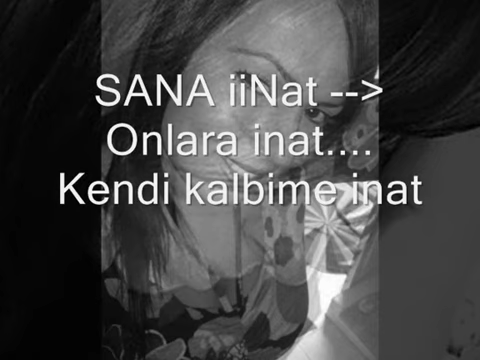 SANA iiNat -->
Onlara inat....
Kendi kalbime inat